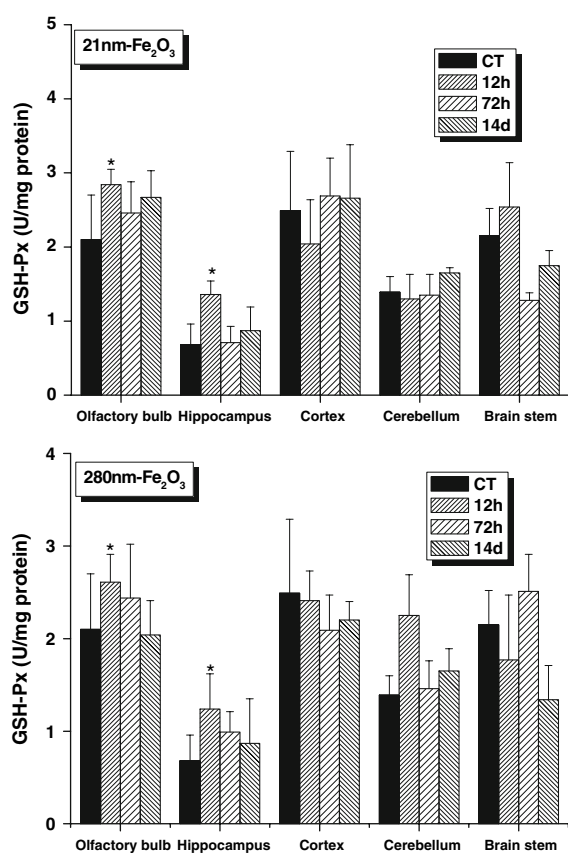 21nm-Fe₂O₃
CT
12h
72h
14d
GSH-Px (U/mg protein)
5
4
3
2
1
0
*
*
Olfactory bulb Hippocampus Cortex Cerebellum Brain stem
280nm-Fe₂O₃
CT
12h
72h
14d
GSH-Px (U/mg protein)
4
3
2
1
0
*
*
Olfactory bulb Hippocampus Cortex Cerebellum Brain stem